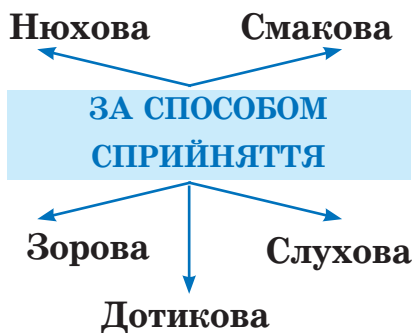 Нюхова Смакова
ЗА СПОСОБОМ
СПРИЙНЯТТЯ
Зорова Слухова
Дотикова